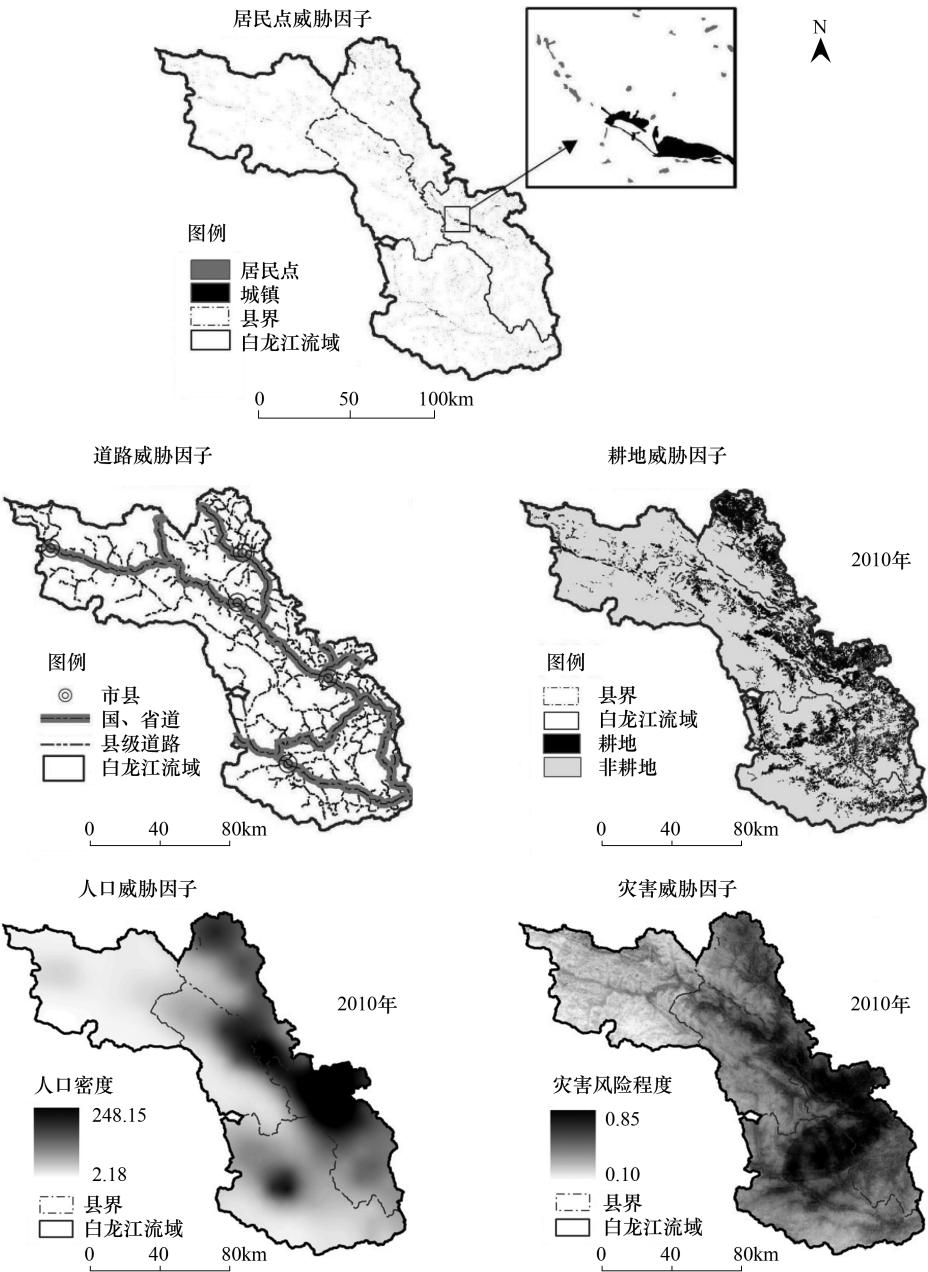 居民点威胁因子
N
图例
居民点
城镇
县界
白龙江流域
0 50 100km
道路威胁因子
图例
市县
国、省道
县级道路
白龙江流域
0 40 80km
耕地威胁因子
2010年
图例
县界
白龙江流域
耕地
非耕地
0 40 80km
人口威胁因子
2010年
人口密度
248.15
2.18
县界
白龙江流域
0 40 80km
灾害威胁因子
2010年
灾害风险程度
0.85
0.10
县界
白龙江流域
0 40 80km